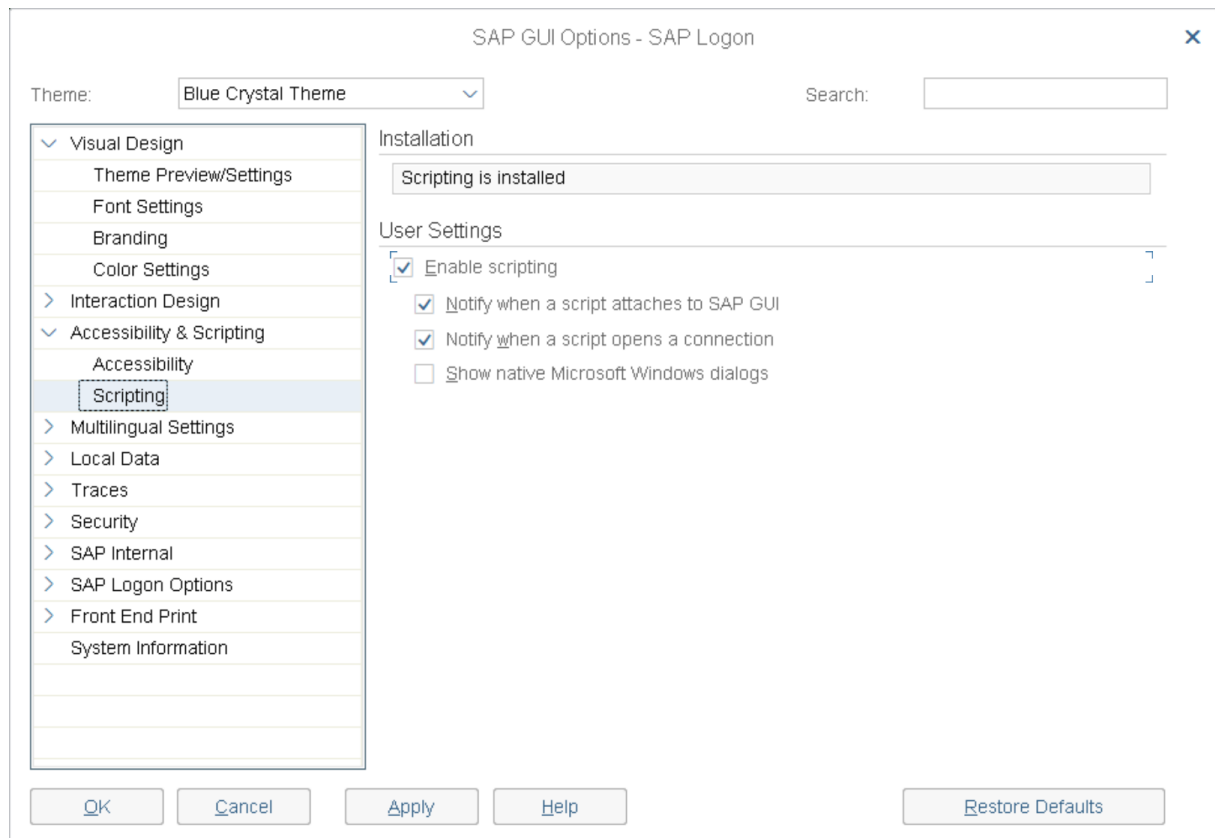 SAP GUI Options - SAP Logon
Theme:
Blue Crystal Theme
Search:
Visual Design
Theme Preview/Settings
Font Settings
Branding
Color Settings
Interaction Design
Accessibility & Scripting
Accessibility
Scripting
Multilingual Settings
Local Data
Traces
Security
SAP Internal
SAP Logon Options
Front End Print
System Information
Installation
Scripting is installed
User Settings
Enable scripting
Notify when a script attaches to SAP GUI
Notify when a script opens a connection
Show native Microsoft Windows dialogs
OK
Cancel
Apply
Help
Restore Defaults